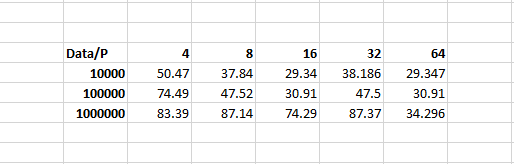 Data/P 4 8 16 32 64
10000 50.47 37.84 29.34 38.186 29.347
100000 74.49 47.52 30.91 47.5 30.91
1000000 83.39 87.14 74.29 87.37 34.296